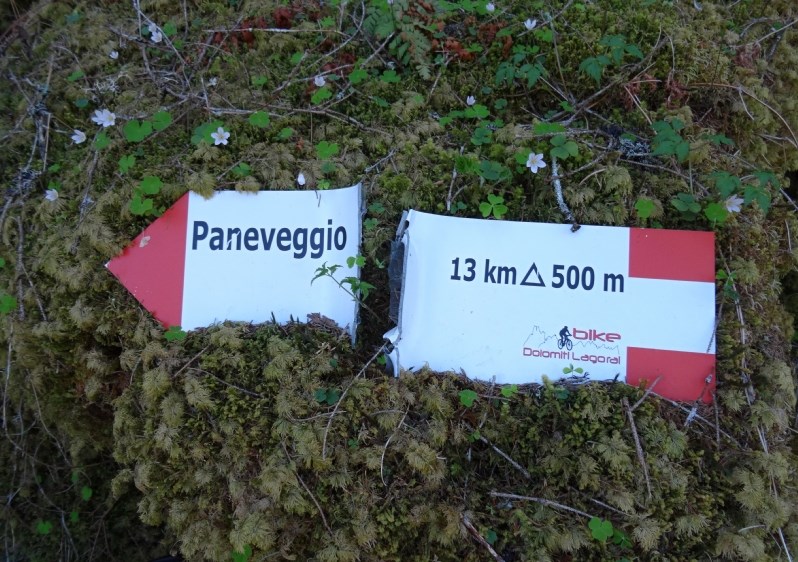 Paneveggio
13 km △ 500 m
bike
Dolomiti Lagorai